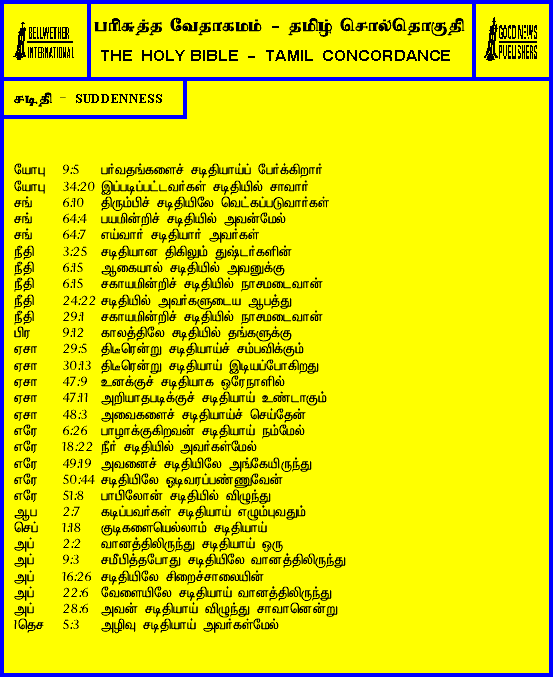 BELLWETHER
INTERNATIONAL
பரிசுத்த வேதாகமம் - தமிழ் சொல்தொகுதி
THE HOLY BIBLE - TAMIL CONCORDANCE
GOOD NEWS
PUBLISHERS
சடிதி - SUDDENNESS
யோபு 9:5 பர்வதங்களைச் சடிதியாய்ப் பேர்க்கிறார்
யோபு 34:20 இப்படிப்பட்டவர்கள் சடிதியில் சாவார்
சங் 6:10 திரும்பிச் சடிதியிலே வெட்கப்படுவார்கள்
சங் 64:4 பயமின்றிச் சடிதியில் அவன்மேல்
சங் 64:7 எய்வார் சடிதியார் அவர்கள்
நீதி 3:25 சடிதியான திகிலும் துஷ்டர்களின்
நீதி 6:15 ஆகையால் சடிதியில் அவனுக்கு
நீதி 6:15 சகாயமின்றிச் சடிதியில் நாசமடைவான்
நீதி 24:22 சடிதியில் அவர்களுடைய ஆபத்து
நீதி 29:1 சகாயமின்றிச் சடிதியில் நாசமடைவான்
பிர 9:12 காலத்திலே சடிதியில் தங்களுக்கு
ஏசா 29:5 திடீரென்று சடிதியாய்ச் சம்பவிக்கும்
ஏசா 30:13 திடீரென்று சடிதியாய் இடியப்போகிறது
ஏசா 47:9 உனக்குச் சடிதியாக ஒரேநாளில்
ஏசா 47:11 அறியாதபடிக்குச் சடிதியாய் உண்டாகும்
ஏசா 48:3 அவைகளைச் சடிதியாய்ச் செய்தேன்
எரே 6:26 பாழாக்குகிறவன் சடிதியாய் நம்மேல்
எரே 18:22 நீர் சடிதியில் அவர்கள்மேல்
எரே 49:19 அவனைச் சடிதியிலே அங்கேயிருந்து
எரே 50:44 சடிதியிலே ஓடிவரப்பண்ணுவேன்
எரே 51:8 பாபிலோன் சடிதியில் விழுந்து
ஆப 2:7 கடிப்பவர்கள் சடிதியாய் எழும்புவதும்
செப் 1:18 குடிகளையெல்லாம் சடிதியாய்
அப் 2:2 வானத்திலிருந்து சடிதியாய் ஒரு
அப் 9:3 சமீபித்தபோது சடிதியிலே வானத்திலிருந்து
அப் 16:26 சடிதியிலே சிறைச்சாலையின்
அப் 22:6 வேளையிலே சடிதியாய் வானத்திலிருந்து
அப் 28:6 அவன் சடிதியாய் விழுந்து சாவானென்று
1தெச 5:3 அழிவு சடிதியாய் அவர்கள்மேல்